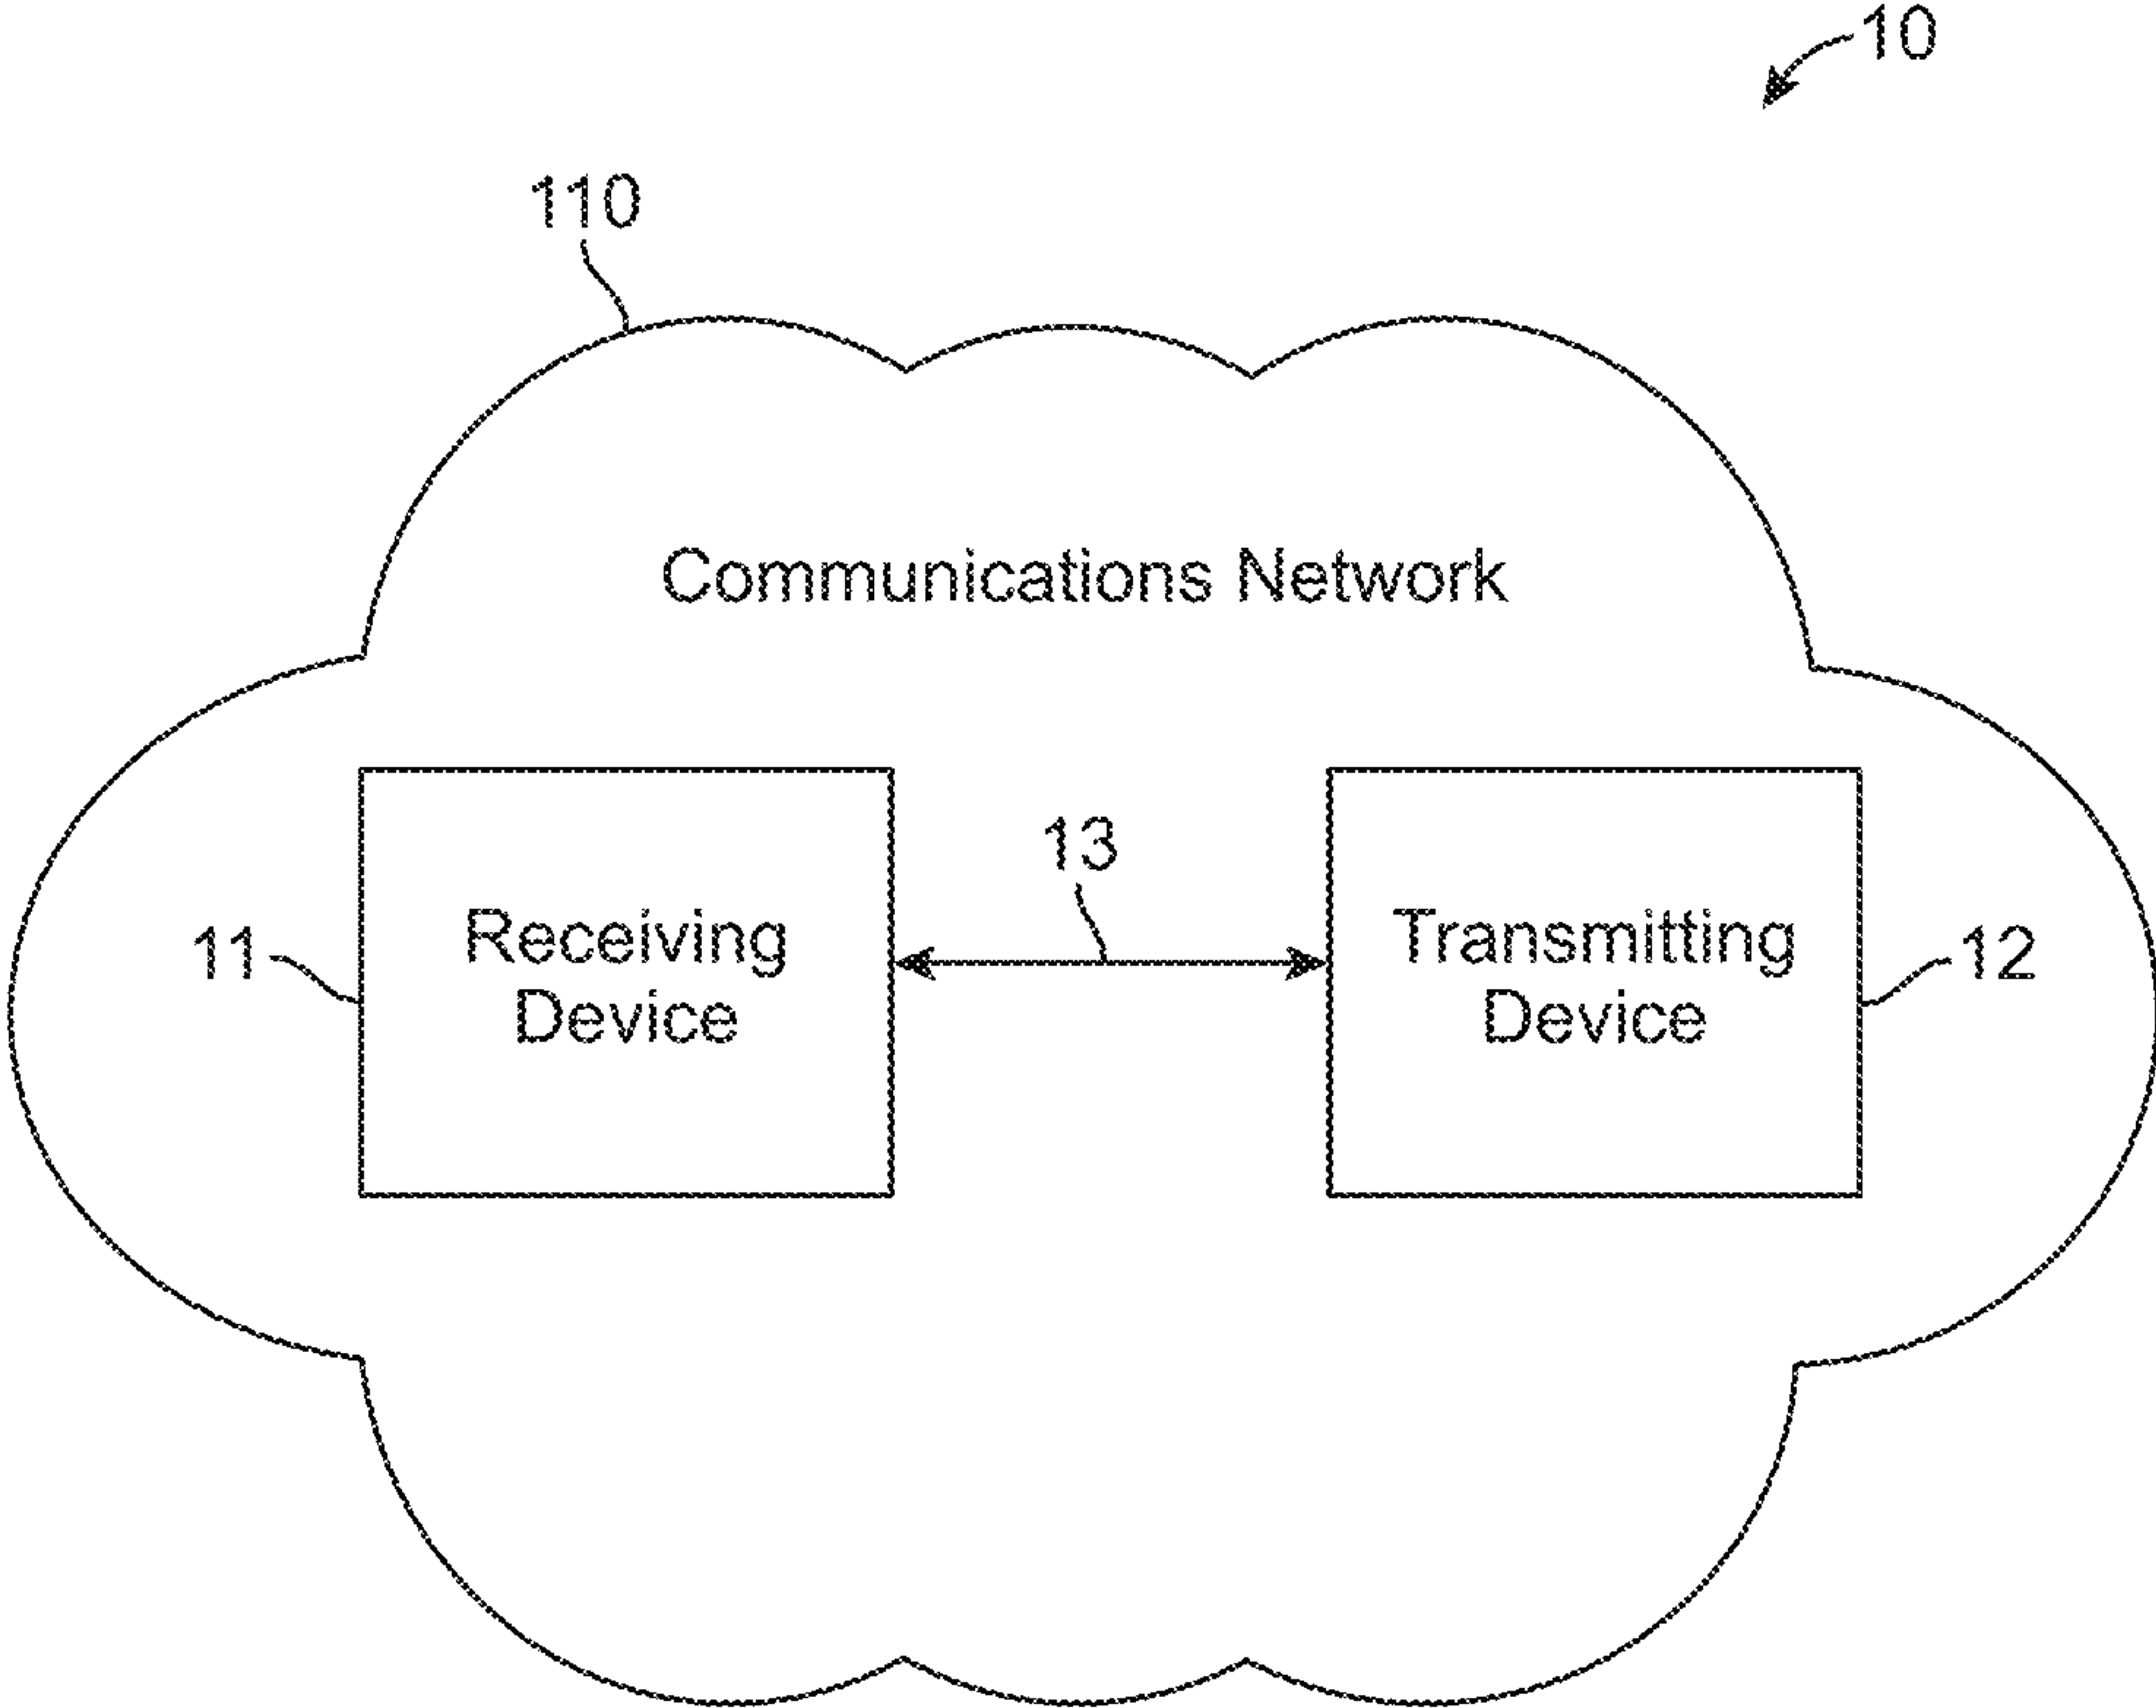 10
110
Communications Network
13
11
Receiving
Device
Transmitting
Device
12